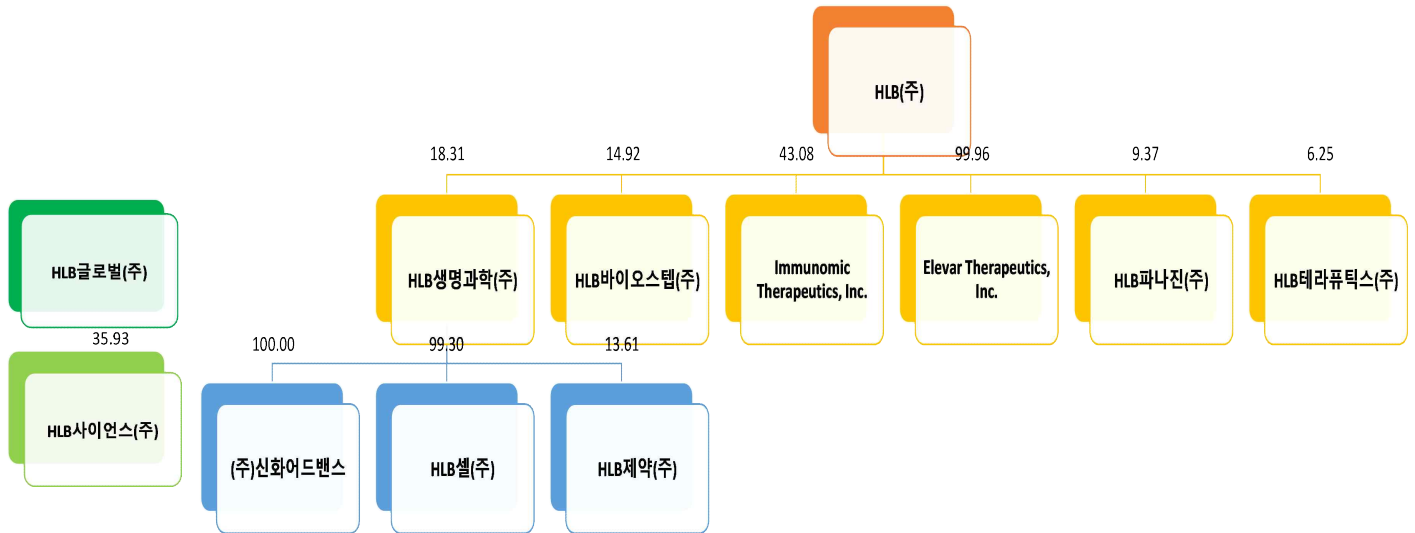 HLB(주)
18.31
14.92
43.08
99.96
9.37
6.25
HLB글로벌(주)
HLB생명과학(주)
HLB바이오스텝(주)
Immunomic
Therapeutics, Inc.
Elevar Therapeutics,
Inc.
HLB파나진(주)
HLB테라퓨틱스(주)
35.93
100.00
99.30
13.61
HLB사이언스(주)
(주)신화어드밴스
HLB셀(주)
HLB제약(주)